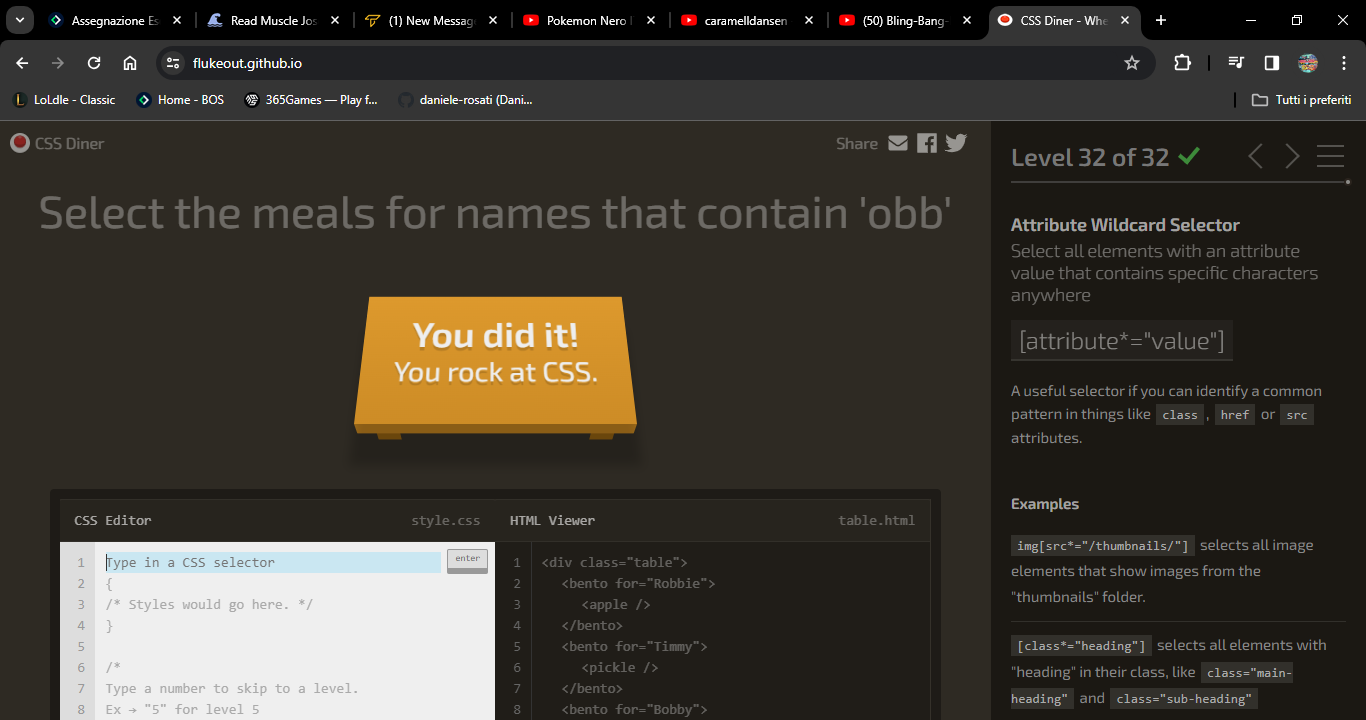 Assegnazione Es
Read Muscle Jos
(1) New Message
Pokemon Nero
caramelldansen
(50) Bling-Bang-
CSS Diner - Whe
flukeout.github.io
LoLdle - Classic
Home - BOS
365Games — Play f...
daniele-rosati (Dani...
Tutti i preferiti
CSS Diner
Share
Select the meals for names that contain 'obb'
You did it!
You rock at CSS.
CSS Editor
style.css
1 Type in a CSS selector
enter
2 {
3 /* Styles would go here. */
4 }
5
6 /*
7 Type a number to skip to a level.
8 Ex → "5" for level 5
HTML Viewer
table.html
1 <div class="table">
2 <bento for="Robbie">
3 <apple />
4 </bento>
5 <bento for="Timmy">
6 <pickle />
7 </bento>
8 <bento for="Bobby">
Level 32 of 32
Attribute Wildcard Selector
Select all elements with an attribute
value that contains specific characters
anywhere
[attribute*="value"]
A useful selector if you can identify a common
pattern in things like class , href or src
attributes.
Examples
img[src*="/thumbnails/"] selects all image
elements that show images from the
"thumbnails" folder.
[class*="heading"] selects all elements with
"heading" in their class, like class="main-
heading" and class="sub-heading"